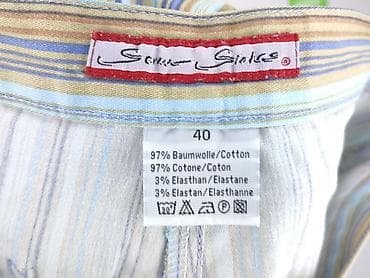 40
97% Baumwolle/Cotton
97% Cotone/Coton
3% Elasthan/Elastane
3% Elastan/Elasthanne